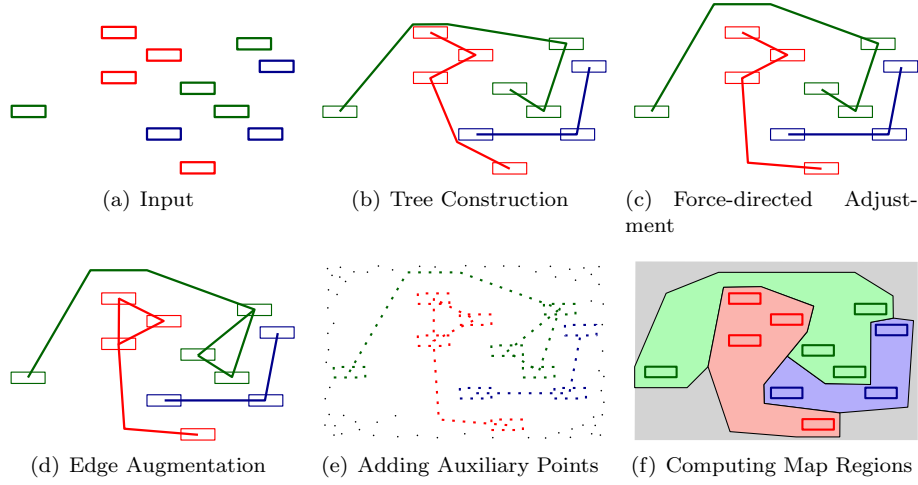 (a) Input
(b) Tree Construction
(c) Force-directed Adjust-
ment
(d) Edge Augmentation
(e) Adding Auxiliary Points
(f) Computing Map Regions